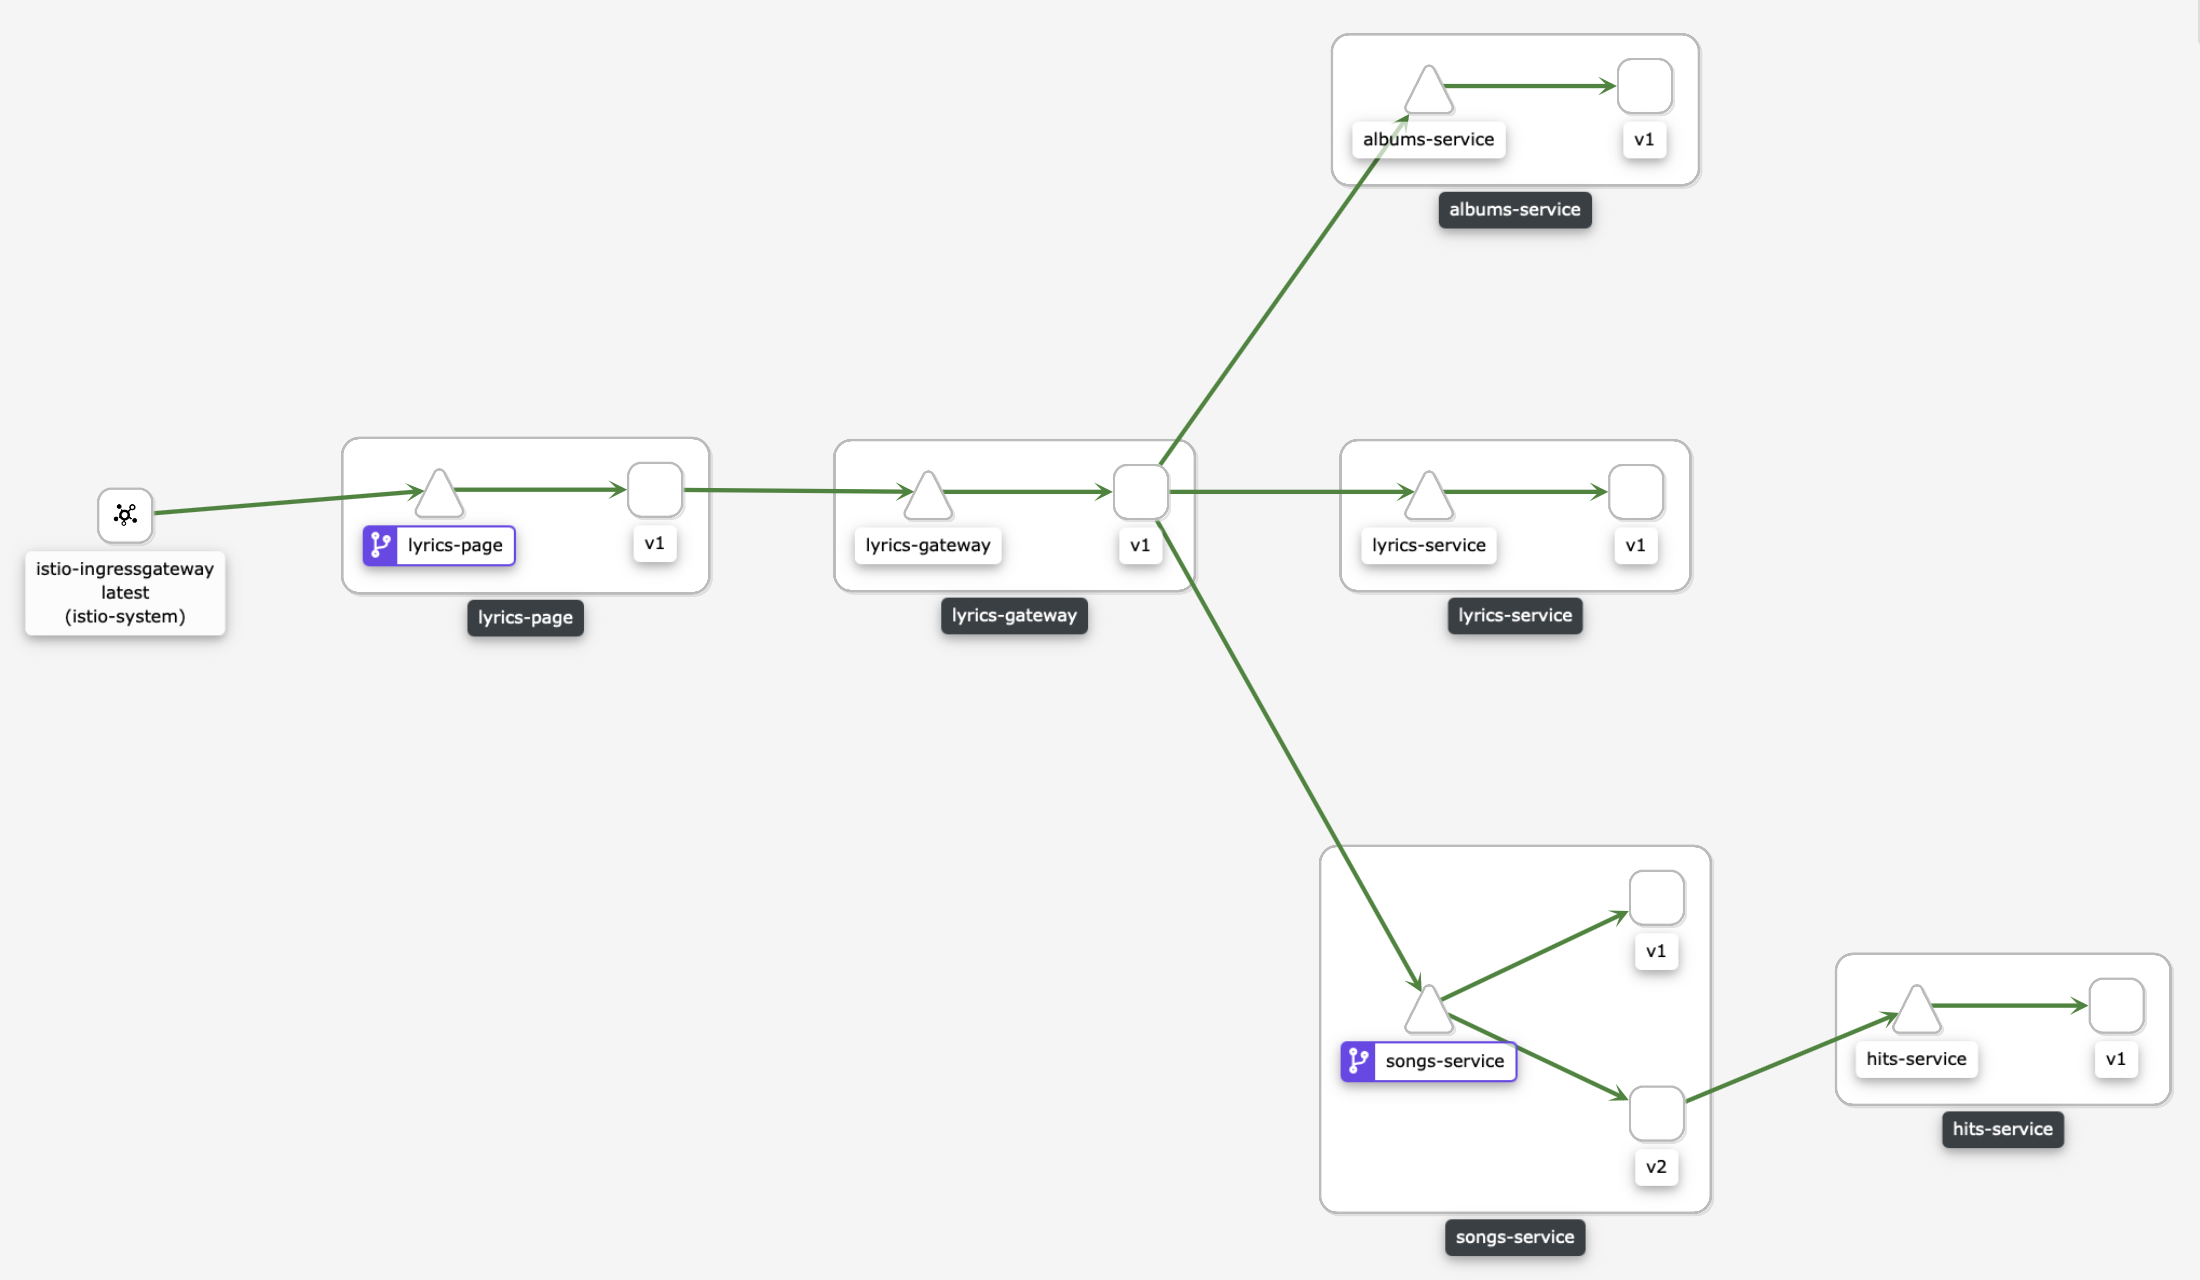 albums-service
v1
albums-service
istio-ingressgateway
latest
(istio-system)
lyrics-page
v1
lyrics-page
lyrics-gateway
v1
lyrics-gateway
lyrics-service
v1
lyrics-service
v1
songs-service
v2
songs-service
hits-service
v1
hits-service